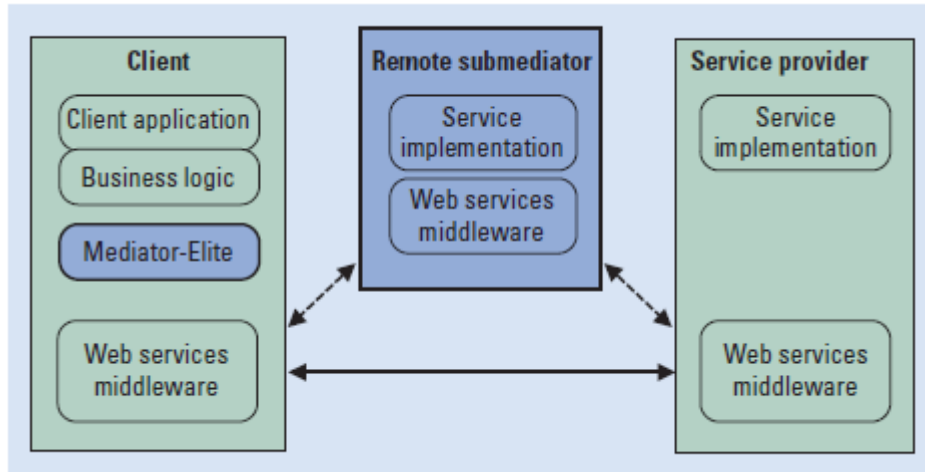 Client
Client application
Business logic
Mediator-Elite
Web services
middleware
Remote submediator
Service
implementation
Web services
middleware
Service provider
Service
implementation
Web services
middleware